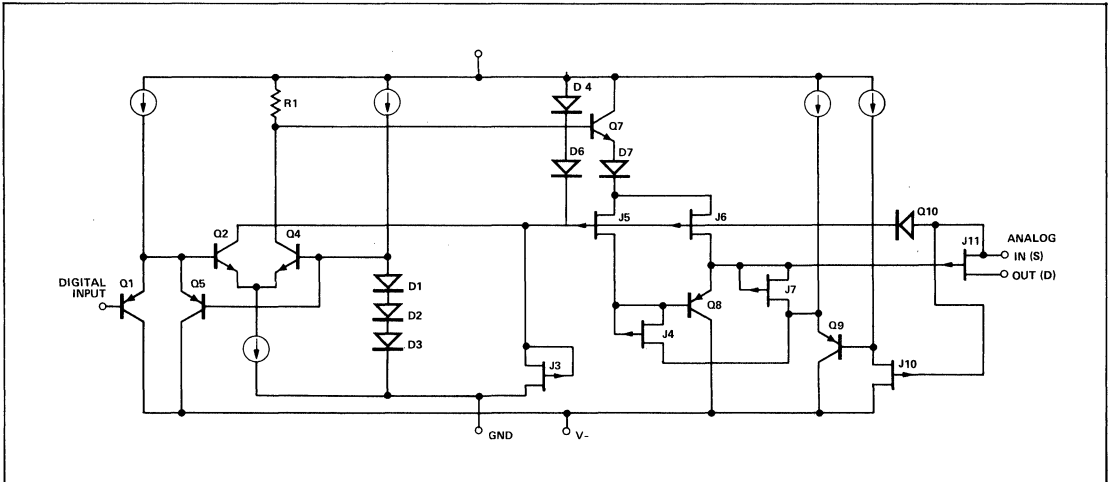 D 4
R1
Q7
D6
D7
J5
J6
Q10
J11
ANALOG
IN (S)
OUT (D)
Q2
Q4
DIGITAL
INPUT
Q1
Q5
D1
D2
D3
J7
Q8
J4
Q9
J3
J10
GND
V-